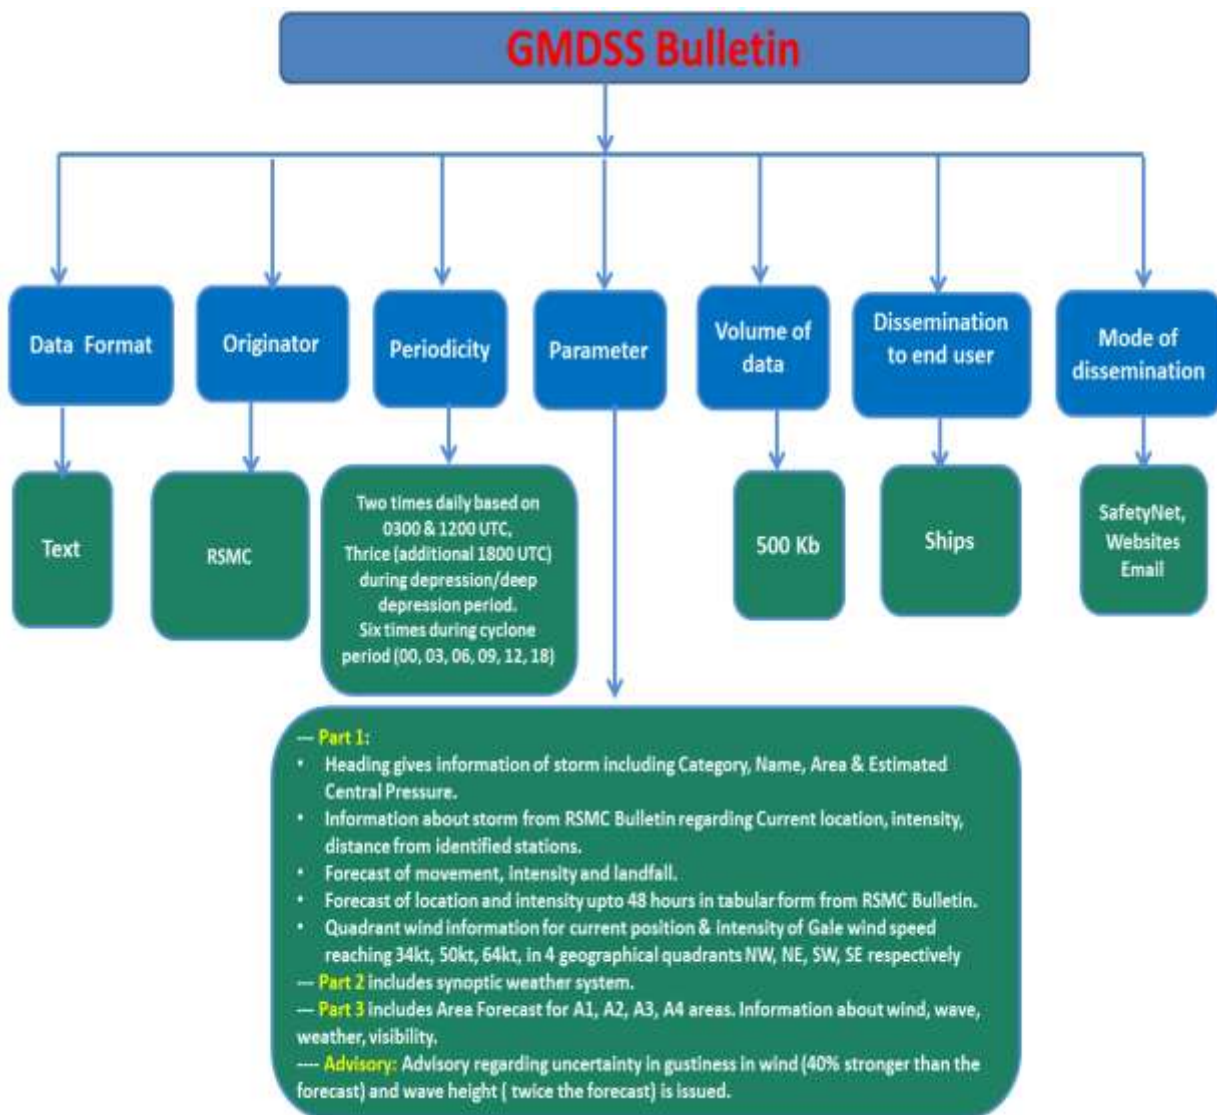 GMDSS Bulletin
Data Format
Originator
Periodicity
Parameter
Volume of
data
Dissemination
to end user
Mode of
dissemination
Text
RSMC
Two times daily based on
0300 & 1200 UTC,
Thrice (additional 1800 UTC)
during depression/deep
depression period.
Six times during cyclone
period (00, 03, 06, 09, 12, 18)
500 Kb
Ships
SafetyNet,
Websites
Email
--- Part 1:
• Heading gives information of storm including Category, Name, Area & Estimated
Central Pressure.
• Information about storm from RSMC Bulletin regarding Current location, intensity,
distance from identified stations.
• Forecast of movement, intensity and landfall.
• Forecast of location and intensity upto 48 hours in tabular form from RSMC Bulletin.
• Quadrant wind information for current position & intensity of Gale wind speed
reaching 34kt, 50kt, 64kt, in 4 geographical quadrants NW, NE, SW, SE respectively
--- Part 2 includes synoptic weather system.
--- Part 3 includes Area Forecast for A1, A2, A3, A4 areas. Information about wind, wave,
weather, visibility.
---- Advisory: Advisory regarding uncertainty in gustiness in wind (40% stronger than the
forecast) and wave height ( twice the forecast) is issued.